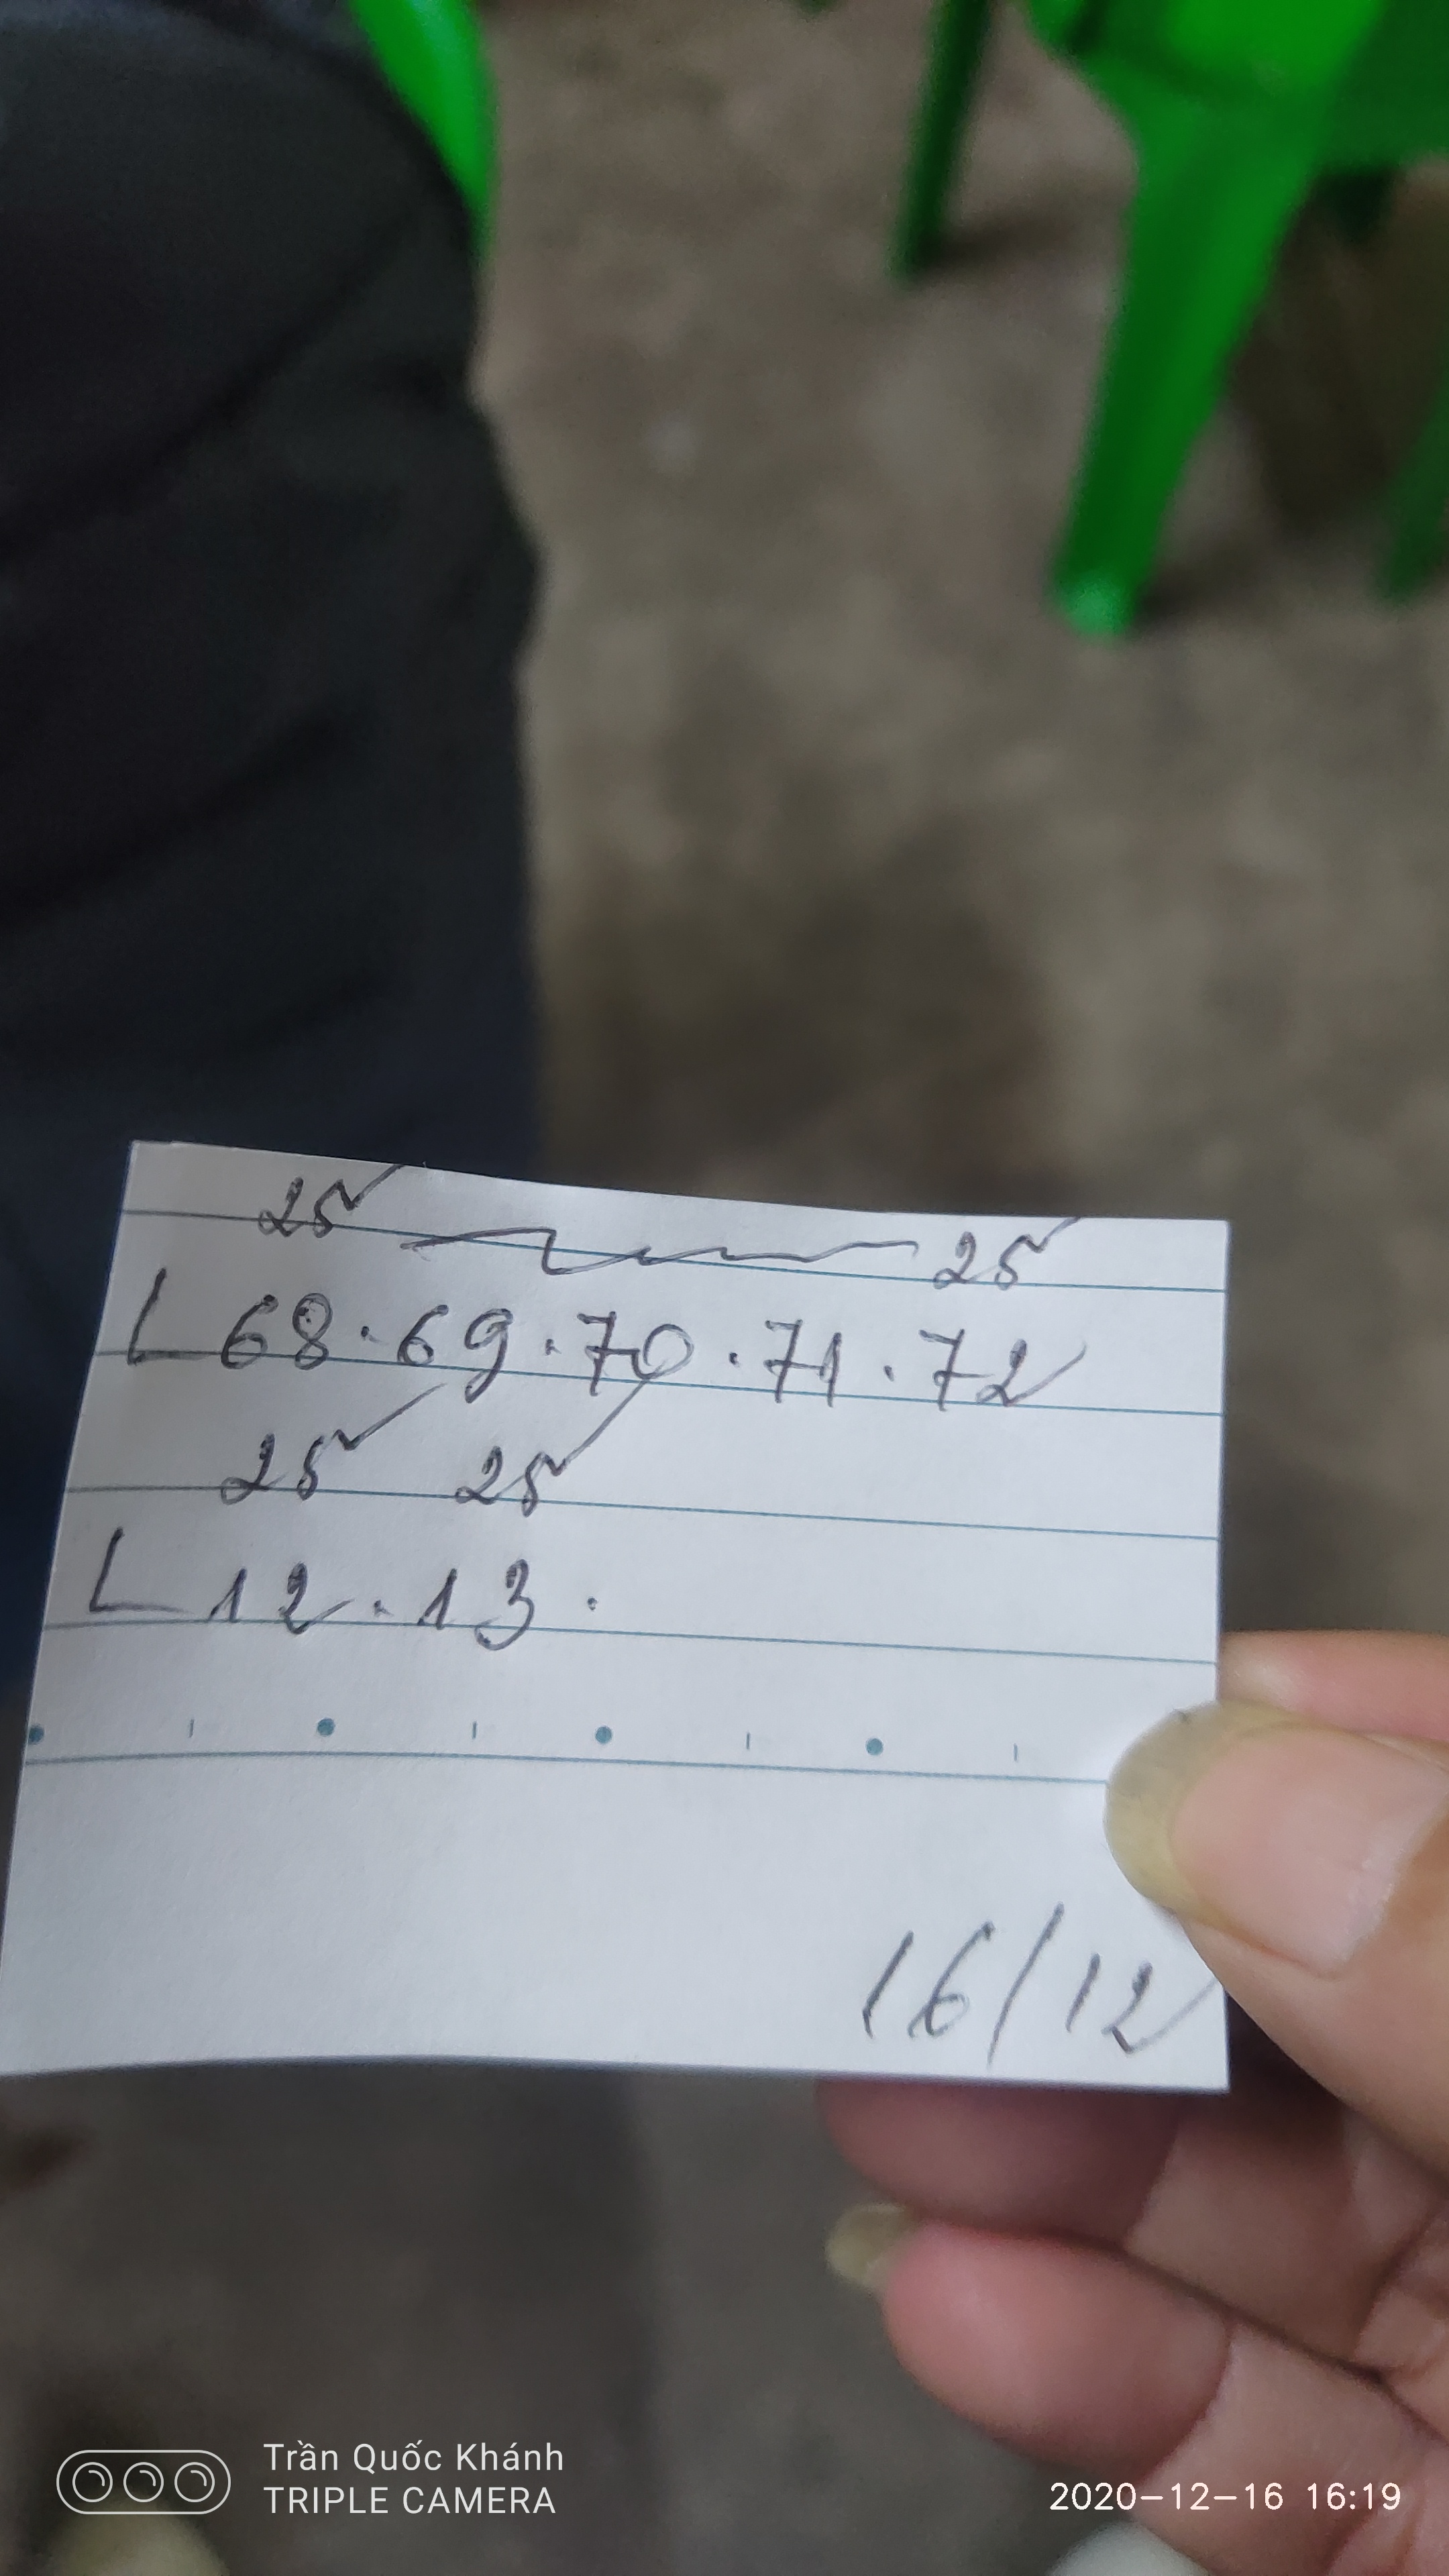 25 25
L 68.69.70.71.72
25 25
L 12.13.
16/12
Trần Quốc Khánh
TRIPLE CAMERA
2020-12-16 16:19